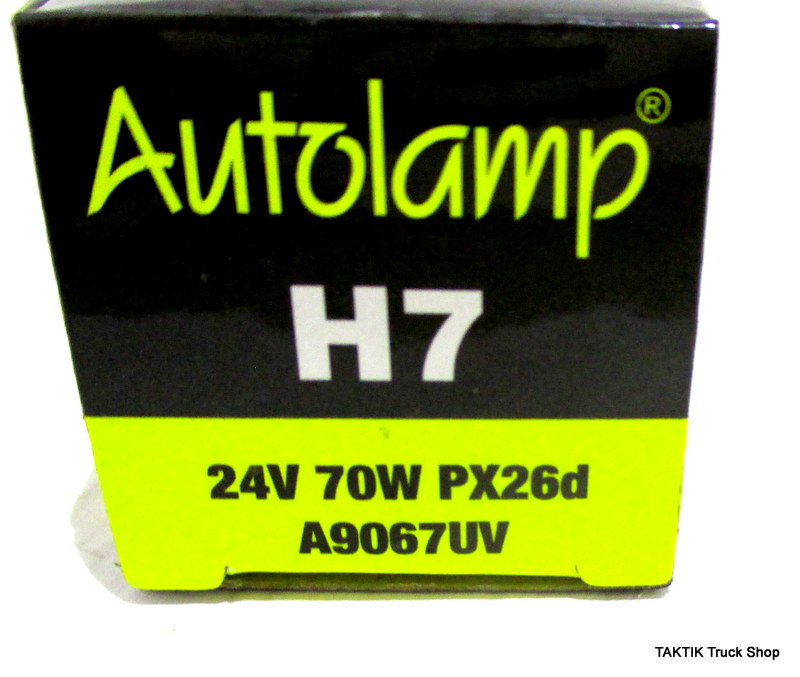 Autolamp®
H7
24V 70W PX26d
A9067UV
TAKTIK Truck Shop